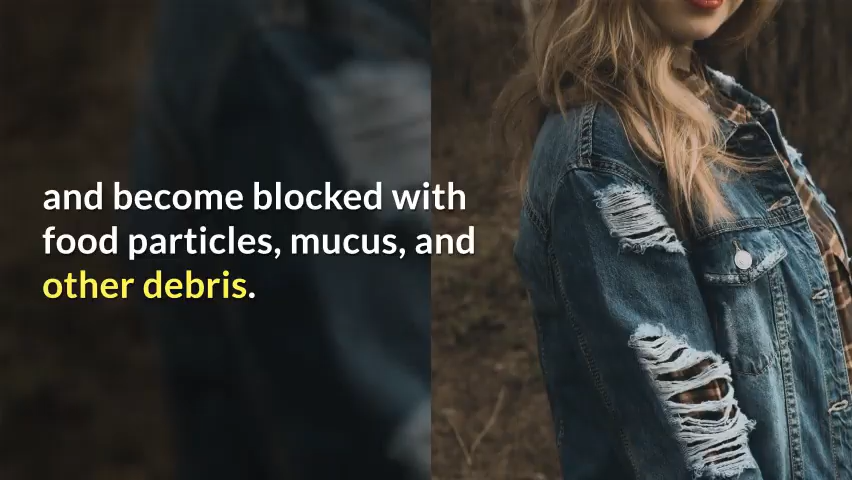 and become blocked with
food particles, mucus, and
other debris.